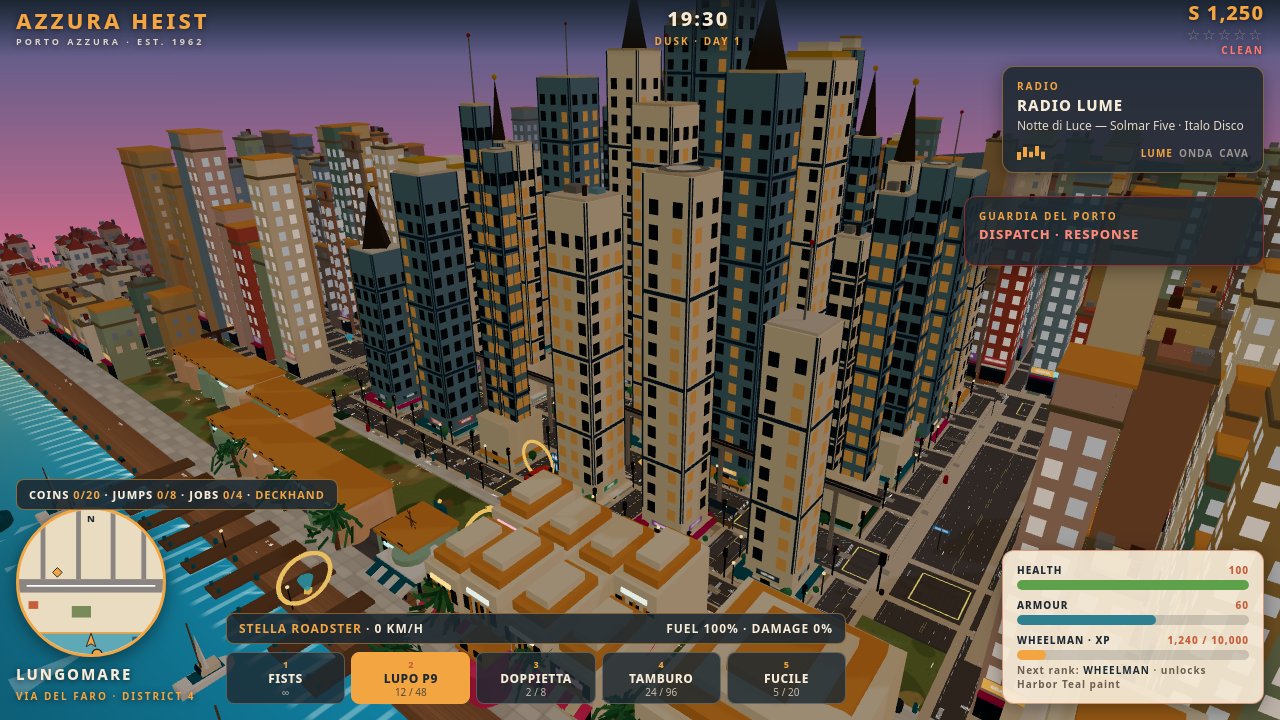 AZZURA HEIST
PORTO AZZURA · EST. 1962
19:30
DUSK · DAY 1
S 1,250
☆☆☆☆☆
CLEAN
RADIO
RADIO LUME
Notte di Luce — Solmar Five · Italo Disco
LUME ONDA CAVA
GUARDIA DEL PORTO
DISPATCH · RESPONSE
COINS 0/20 · JUMPS 0/8 · JOBS 0/4 · DECKHAND
N
LUNGOMARE
VIA DEL FARO · DISTRICT 4
STELLA ROADSTER · 0 KM/H
FUEL 100% · DAMAGE 0%
1
FISTS
∞
2
LUPO P9
12 / 48
3
DOPPIETTA
2 / 8
4
TAMBURO
24 / 96
5
FUCILE
5 / 20
HEALTH 100
ARMOUR 60
WHEELMAN · XP 1,240 / 10,000
Next rank: WHEELMAN · unlocks
Harbor Teal paint